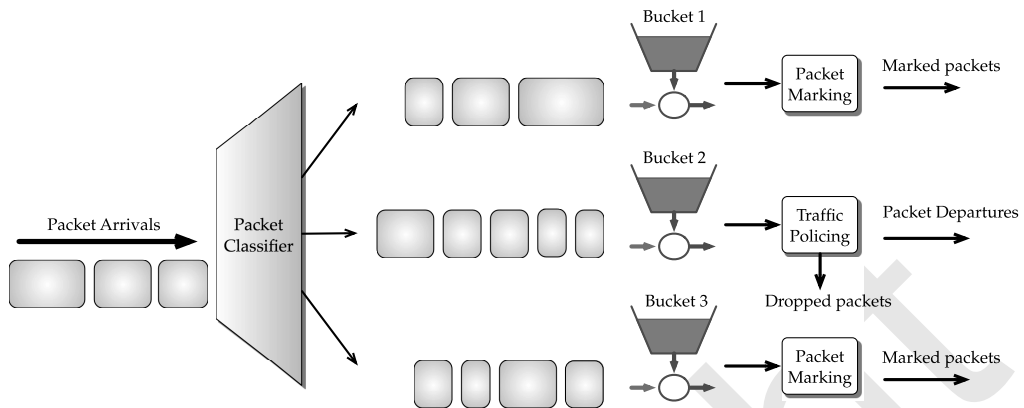 Bucket 1
Packet
Marking
Marked packets
Packet Arrivals
Packet
Classifier
Bucket 2
Traffic
Policing
Packet Departures
Dropped packets
Bucket 3
Packet
Marking
Marked packets